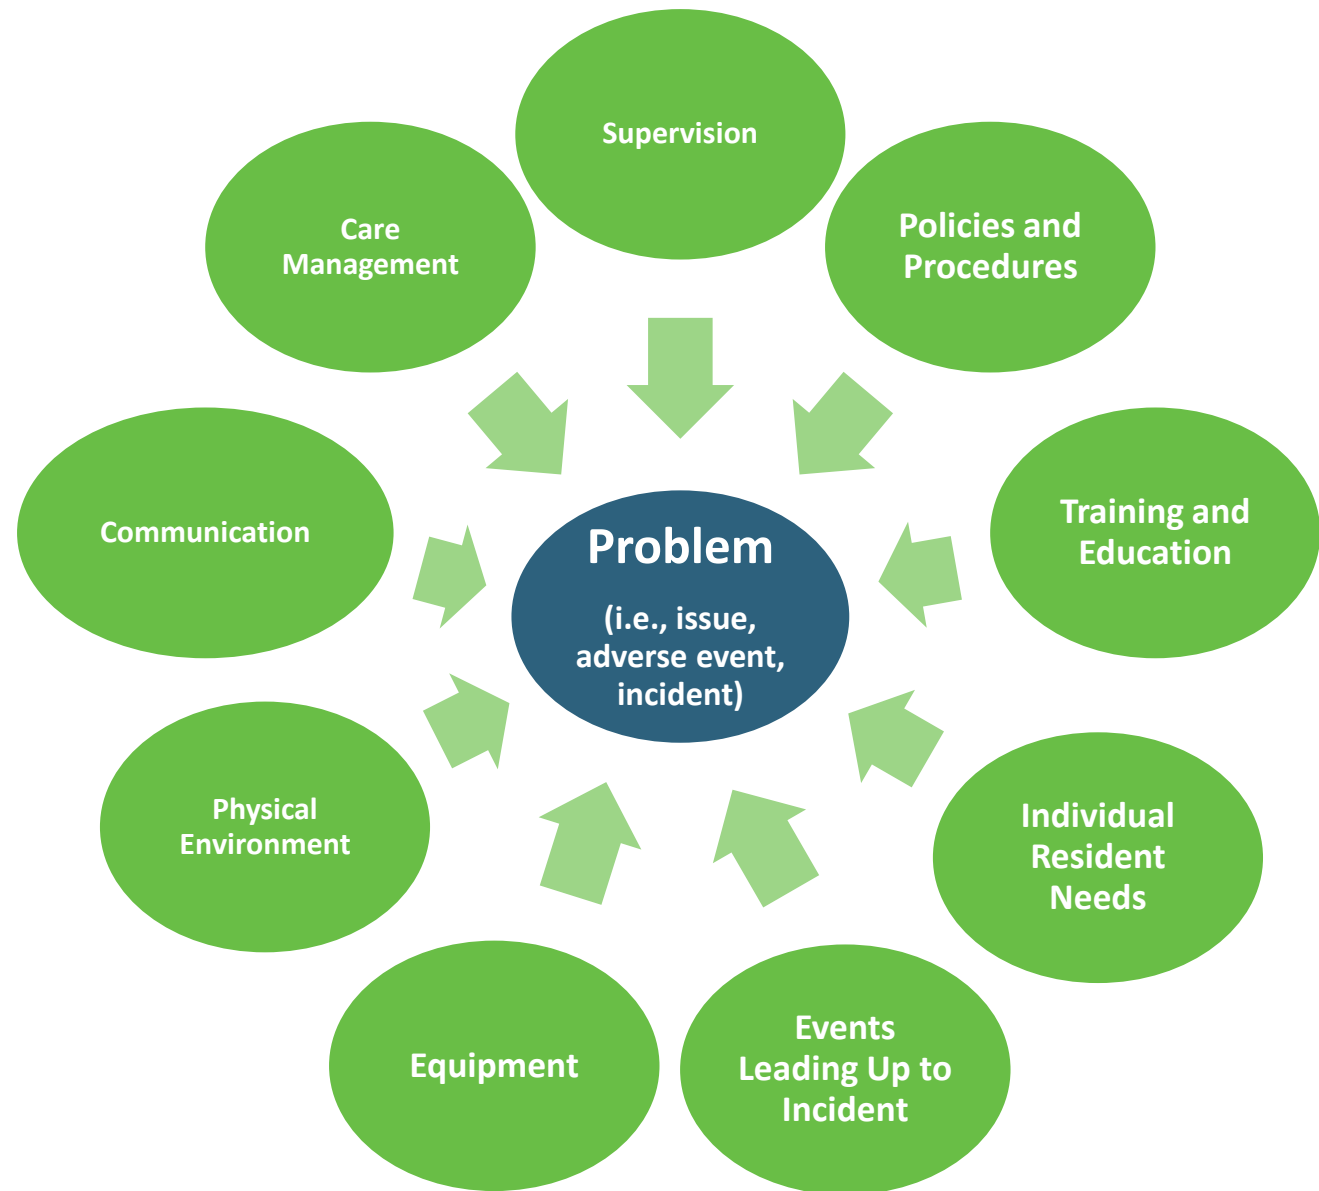 Supervision
Policies and
Procedures
Training and
Education
Individual
Resident
Needs
Events
Leading Up to
Incident
Equipment
Physical
Environment
Communication
Care
Management
Problem
(i.e., issue,
adverse event,
incident)